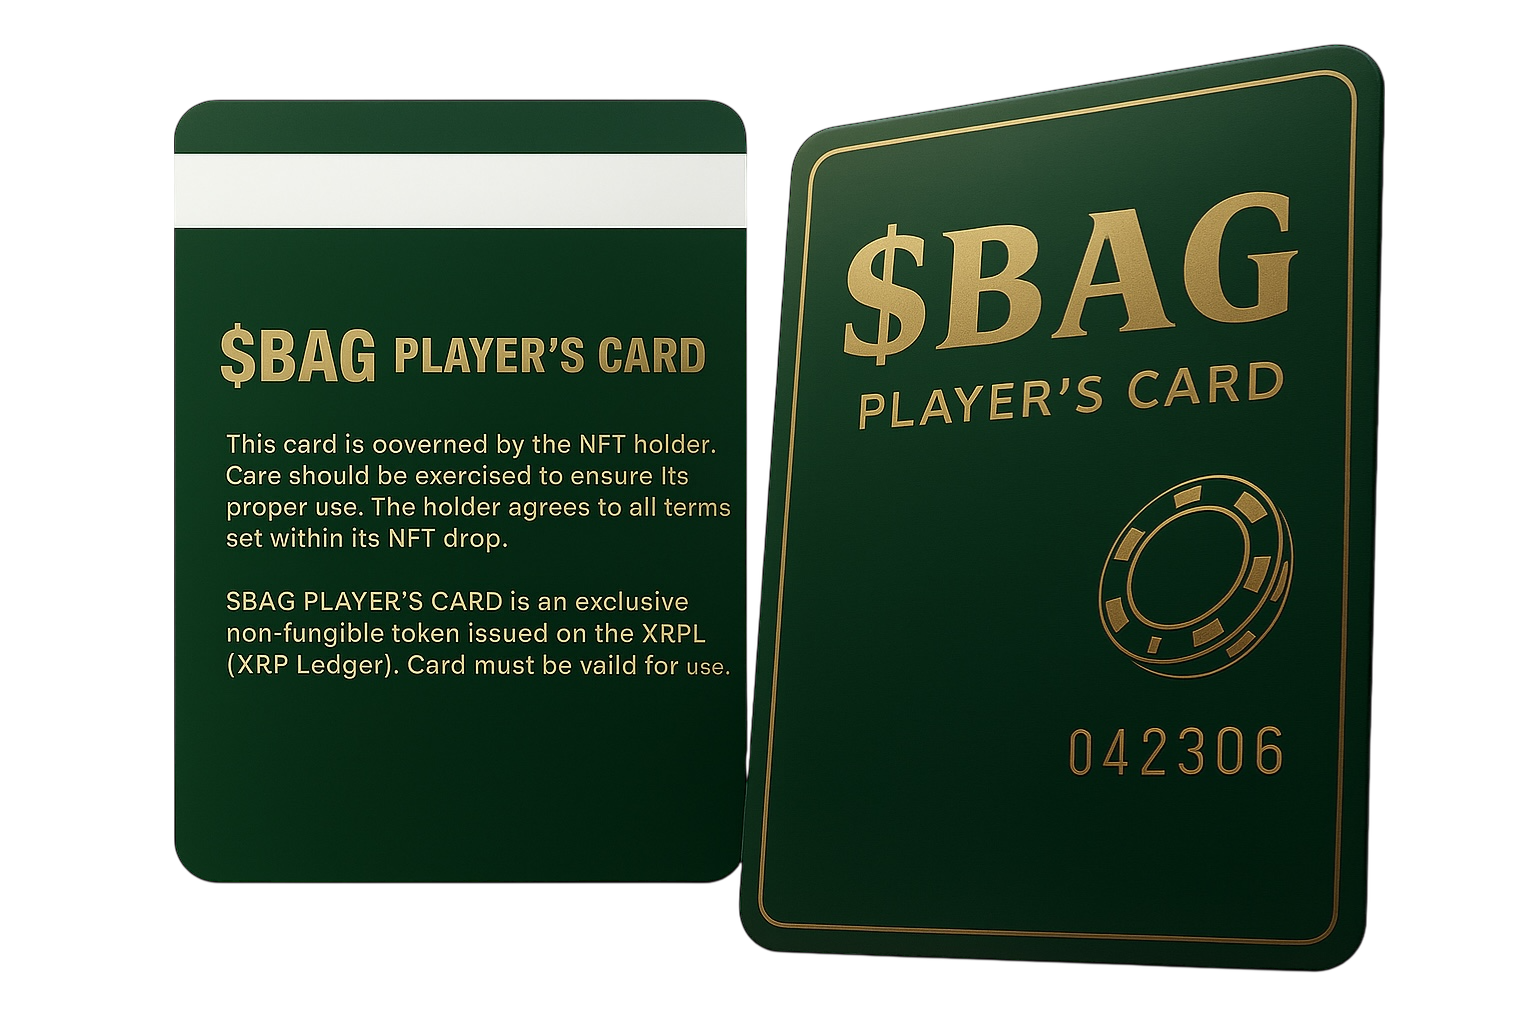 $BAG PLAYER’S CARD
This card is ooverned by the NFT holder.
Care should be exercised to ensure Its
proper use. The holder agrees to all terms
set within its NFT drop.
SBAG PLAYER’S CARD is an exclusive
non-fungible token issued on the XRPL
(XRP Ledger). Card must be vaild for use.
$BAG
PLAYER’S CARD
042306